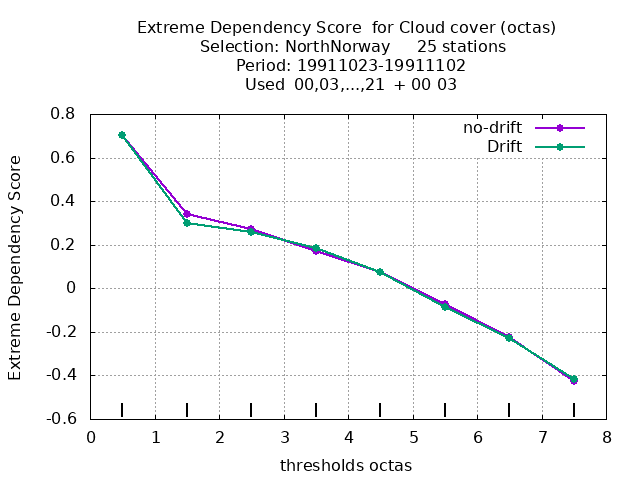 Extreme Dependency Score  for Cloud cover (octas)
Selection: NorthNorway     25 stations
Period: 19911023-19911102
Used  00,03,...,21  + 00 03
no-drift
Drift
Extreme Dependency Score
0.8
0.6
0.4
0.2
0
-0.2
-0.4
-0.6
0 1 2 3 4 5 6 7 8
thresholds octas